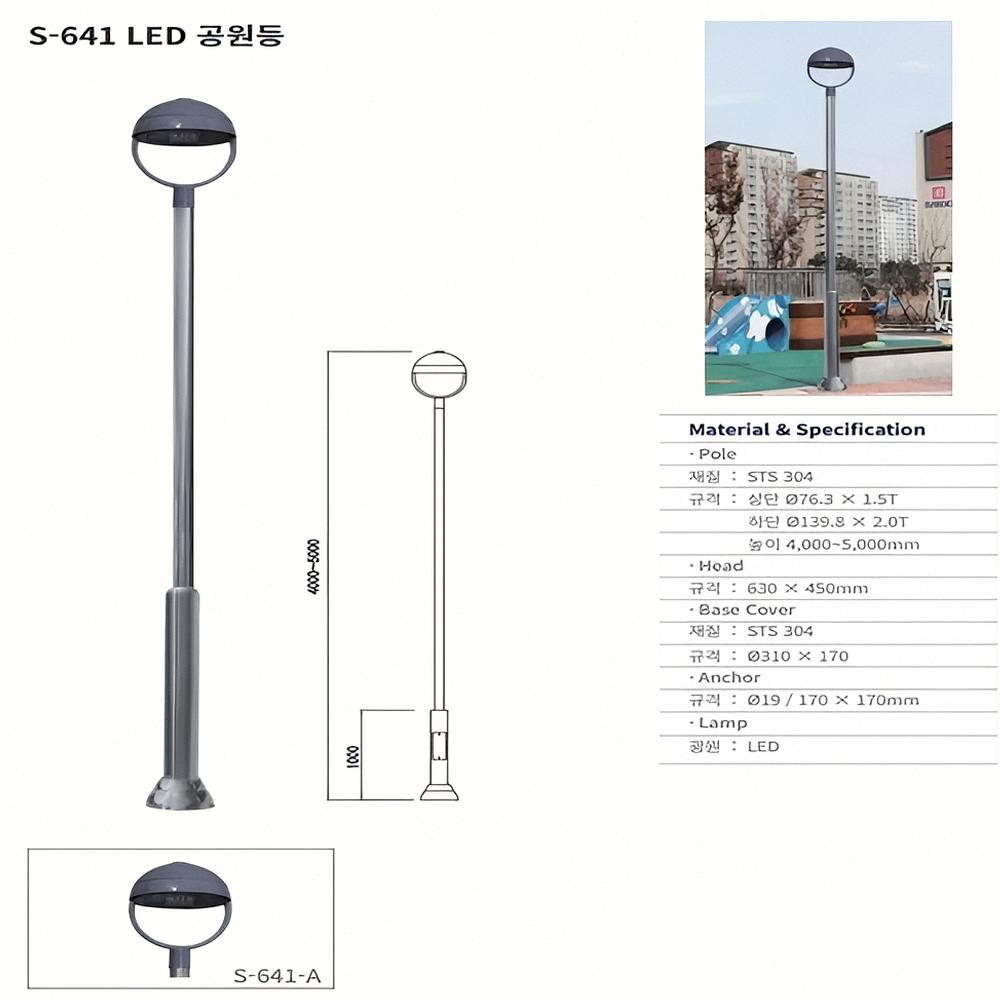 S-641 LED 공원등
Material & Specification
· Pole
재질 : STS 304
규격 : 상단 Ø76.3 × 1.5T
하단 Ø139.8 × 2.0T
높이 4,000~5,000mm
· Head
규격 : 630 × 450mm
· Base Cover
재질 : STS 304
규격 : Ø310 × 170
· Anchor
규격 : Ø19 / 170 × 170mm
· Lamp
광원 : LED
4000~5000
1000
S-641-A